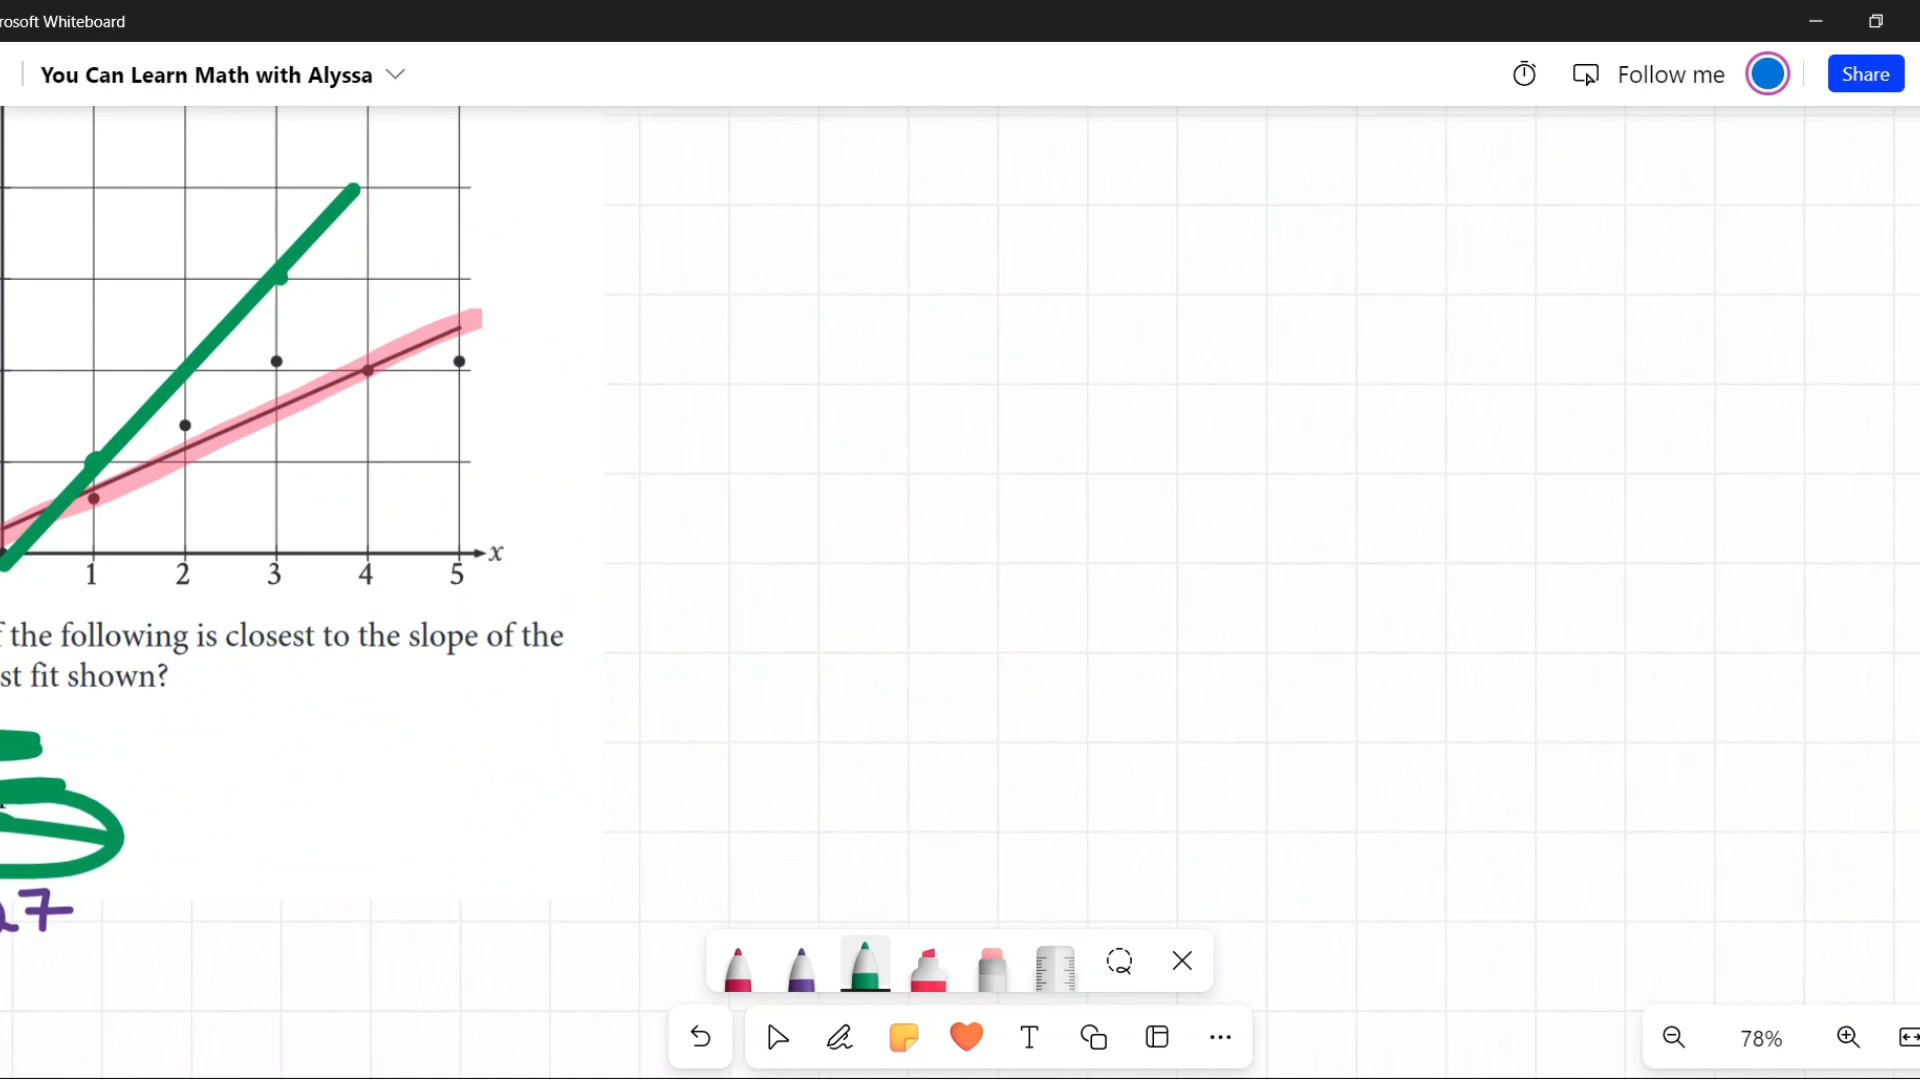 rosoft Whiteboard
You Can Learn Math with Alyssa
Follow me
Share
x
1 2 3 4 5
f the following is closest to the slope of the
st fit shown?
27
78%